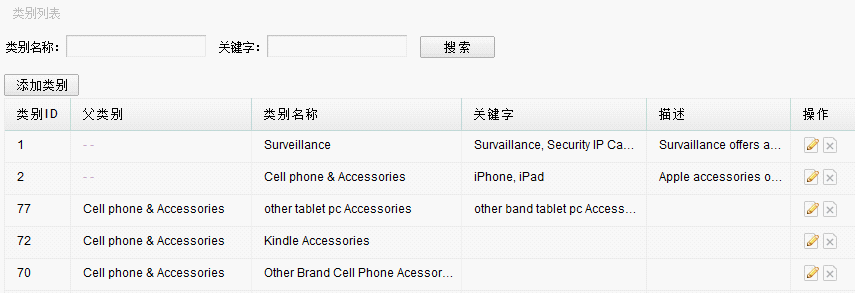 类别列表
类别名称： 关键字： 搜索
添加类别
类别ID 父类别 类别名称 关键字 描述 操作
1 -- Surveillance Survaillance, Security IP Ca... Survaillance offers a...
2 -- Cell phone & Accessories iPhone, iPad Apple accessories o...
77 Cell phone & Accessories other tablet pc Accessories other band tablet pc Access...
72 Cell phone & Accessories Kindle Accessories
70 Cell phone & Accessories Other Brand Cell Phone Acessor...